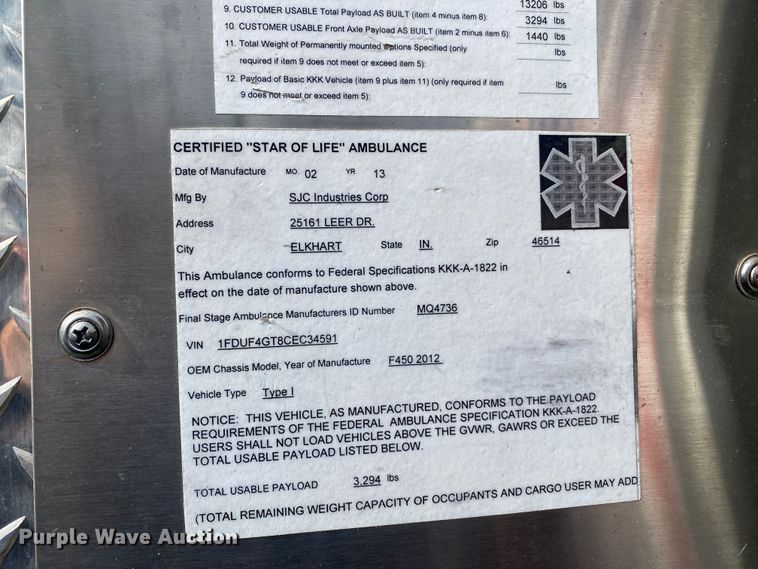 13206 lbs
9. CUSTOMER USABLE Total Payload AS BUILT (item 4 minus item 8): 3294 lbs
10. CUSTOMER USABLE Front Axle Payload AS BUILT (item 2 minus item 6): 1440 lbs
11. Total Weight of Permanently mounted Options Specified (only
required if item 9 does not meet or exceed item 5): lbs
12. Payload of Basic KKK Vehicle (item 9 plus item 11) (only required if item lbs
9 does not meet or exceed item 5):
CERTIFIED "STAR OF LIFE" AMBULANCE
Date of Manufacture MO. 02 YR 13
Mfg By SJC Industries Corp
Address 25161 LEER DR.
City ELKHART State IN. Zip 46514
This Ambulance conforms to Federal Specifications KKK-A-1822 in
effect on the date of manufacture shown above.
Final Stage Ambulance Manufacturers ID Number MQ4736
VIN 1FDUF4GT8CEC34591
OEM Chassis Model, Year of Manufacture F450 2012
Vehicle Type Type I
NOTICE: THIS VEHICLE, AS MANUFACTURED, CONFORMS TO THE PAYLOAD
REQUIREMENTS OF THE FEDERAL AMBULANCE SPECIFICATION KKK-A-1822.
USERS SHALL NOT LOAD VEHICLES ABOVE THE GVWR, GAWRS OR EXCEED THE
TOTAL USABLE PAYLOAD LISTED BELOW.
TOTAL USABLE PAYLOAD 3,294 lbs
(TOTAL REMAINING WEIGHT CAPACITY OF OCCUPANTS AND CARGO USER MAY ADD
Purple Wave Auction